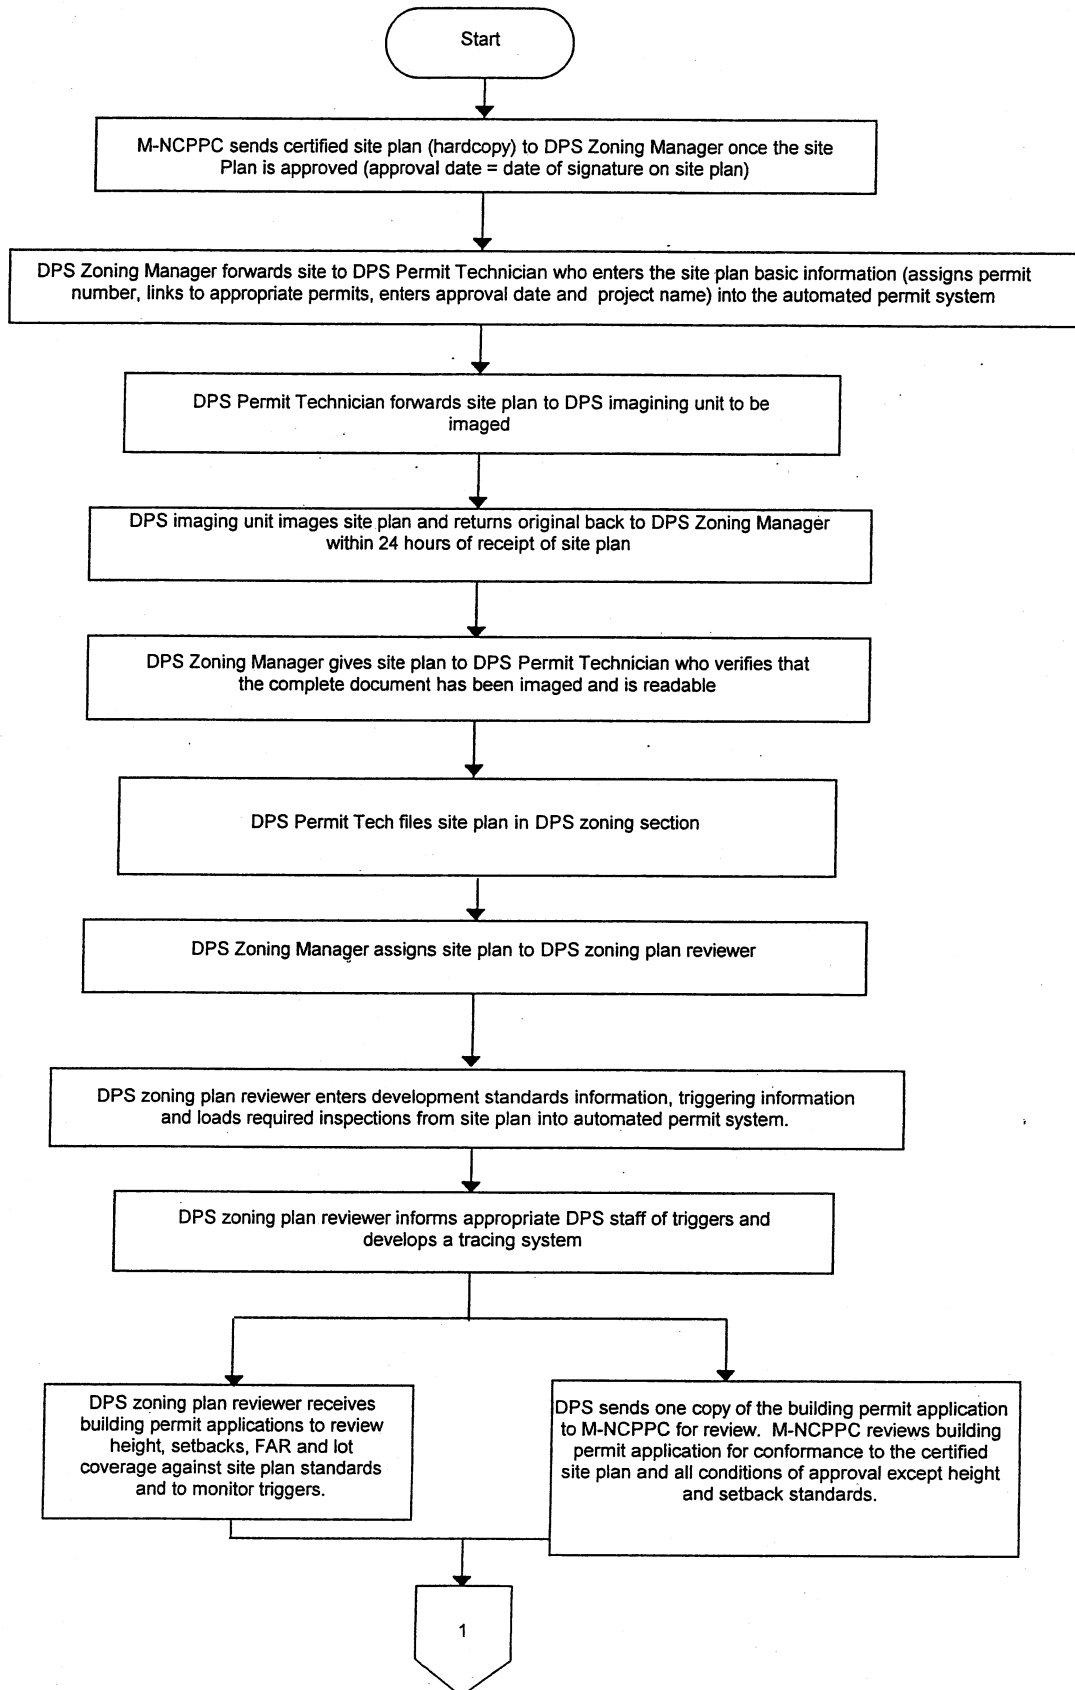 Start
M-NCPPC sends certified site plan (hardcopy) to DPS Zoning Manager once the site
Plan is approved (approval date = date of signature on site plan)
DPS Zoning Manager forwards site to DPS Permit Technician who enters the site plan basic information (assigns permit
number, links to appropriate permits, enters approval date and project name) into the automated permit system
DPS Permit Technician forwards site plan to DPS imagining unit to be
imaged
DPS imaging unit images site plan and returns original back to DPS Zoning Manager
within 24 hours of receipt of site plan
DPS Zoning Manager gives site plan to DPS Permit Technician who verifies that
the complete document has been imaged and is readable
DPS Permit Tech files site plan in DPS zoning section
DPS Zoning Manager assigns site plan to DPS zoning plan reviewer
DPS zoning plan reviewer enters development standards information, triggering information
and loads required inspections from site plan into automated permit system.
DPS zoning plan reviewer informs appropriate DPS staff of triggers and
develops a tracing system
DPS zoning plan reviewer receives
building permit applications to review
height, setbacks, FAR and lot
coverage against site plan standards
and to monitor triggers.
DPS sends one copy of the building permit application
to M-NCPPC for review. M-NCPPC reviews building
permit application for conformance to the certified
site plan and all conditions of approval except height
and setback standards.
1